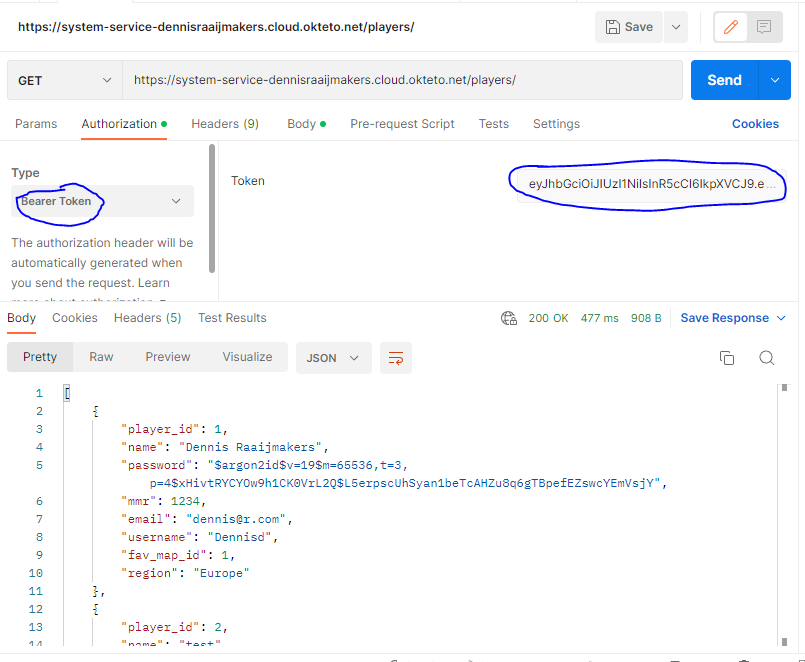 https://system-service-dennisraaijmakers.cloud.okteto.net/players/
Save
GET
https://system-service-dennisraaijmakers.cloud.okteto.net/players/
Send
Params
Authorization
Headers (9)
Body
Pre-request Script
Tests
Settings
Cookies
Type
Bearer Token
The authorization header will be
automatically generated when
you send the request. Learn
more about authorization
Token
eyJhbGciOiJIUzI1NiIsInR5cCI6IkpXVCJ9.e...
Body
Cookies
Headers (5)
Test Results
200 OK
477 ms
908 B
Save Response
Pretty
Raw
Preview
Visualize
JSON
1 [
2 {
3 "player_id": 1,
4 "name": "Dennis Raaijmakers",
5 "password": "$argon2id$v=19$m=65536,t=3,
p=4$xHivtRYCYOw9h1CK0VrL2Q$L5erpscUhSyan1beTcAHZu8q6gTBpefEZswcYEmVsjY",
6 "mmr": 1234,
7 "email": "dennis@r.com",
8 "username": "Dennisd",
9 "fav_map_id": 1,
10 "region": "Europe"
11 },
12 {
13 "player_id": 2,
14 "name": "test"